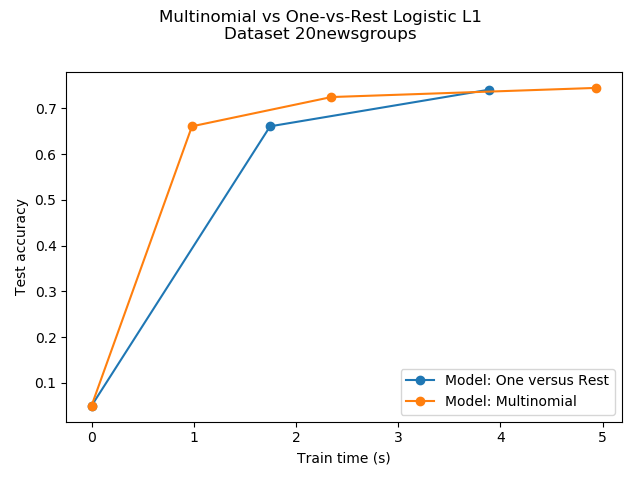 Multinomial vs One-vs-Rest Logistic L1
Dataset 20newsgroups
0.7
0.6
0.5
0.4
0.3
0.2
0.1
Test accuracy
Model: One versus Rest
Model: Multinomial
0 1 2 3 4 5
Train time (s)